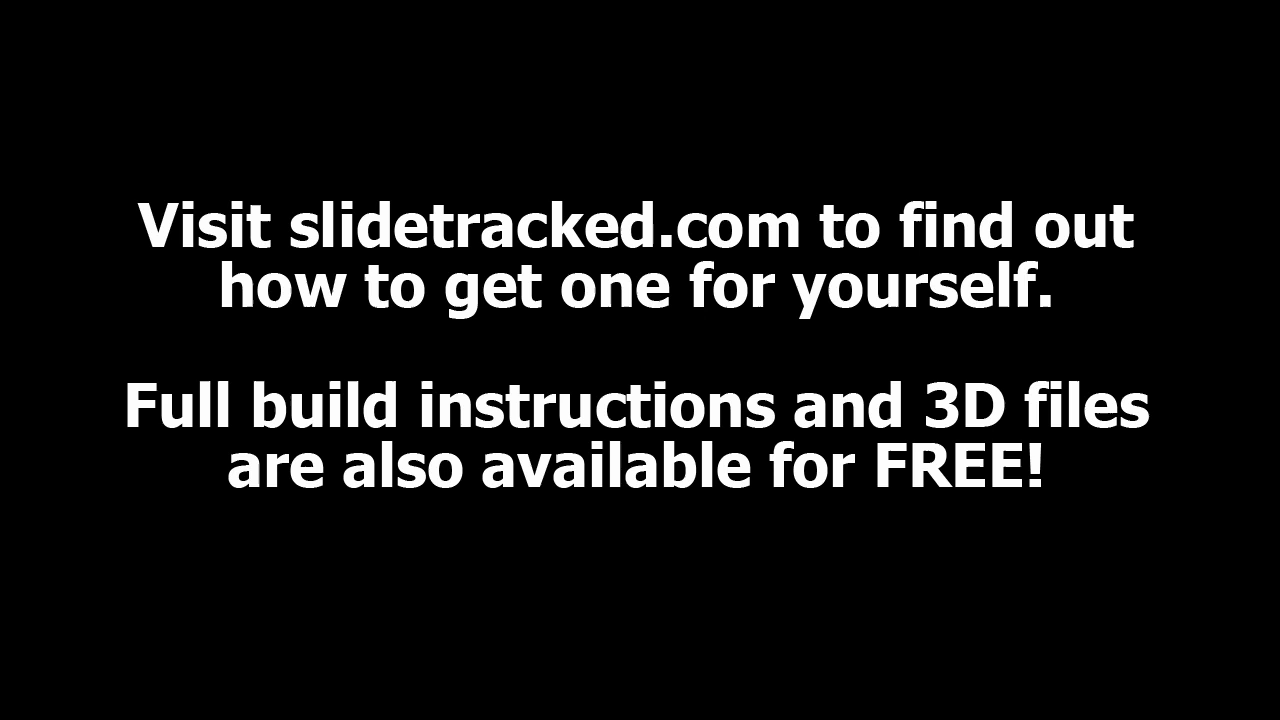 Visit slidetracked.com to find out
how to get one for yourself.
Full build instructions and 3D files
are also available for FREE!